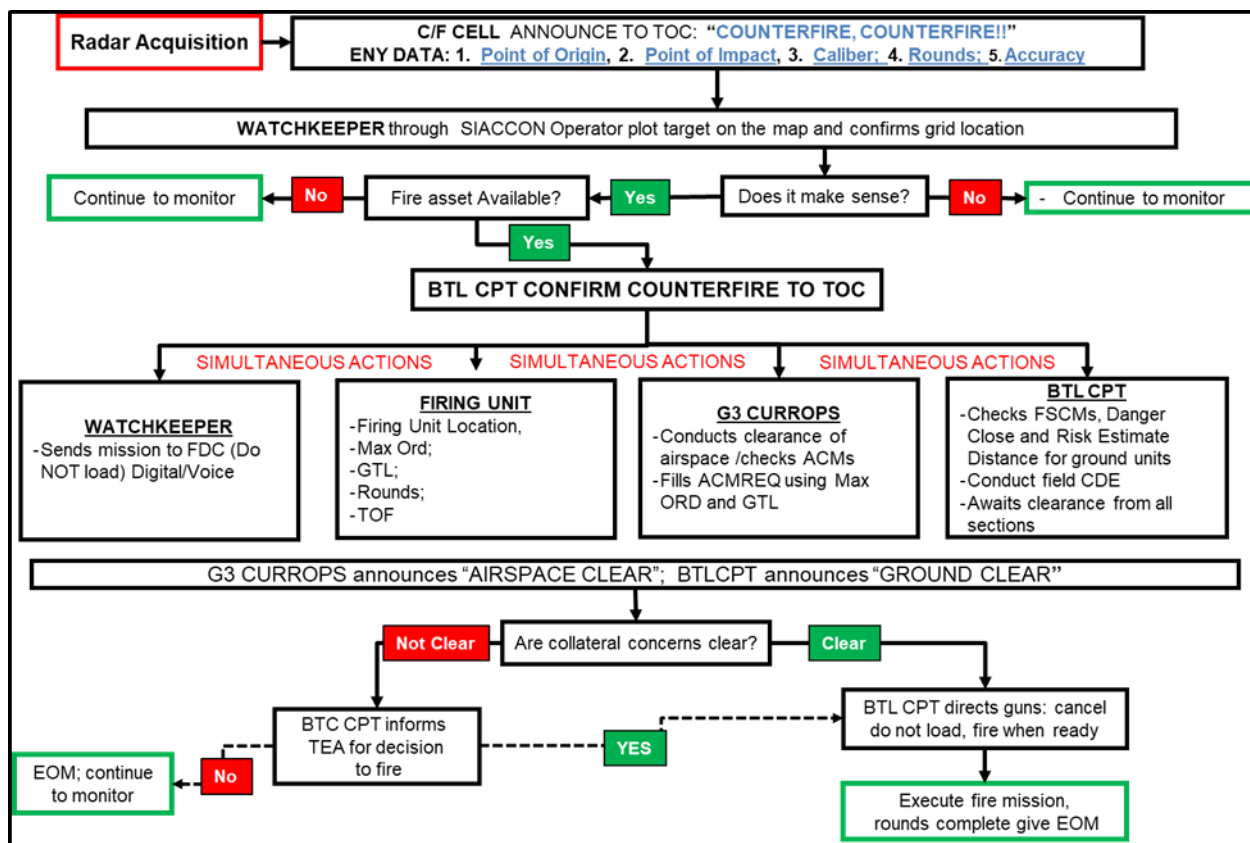 Radar Acquisition
C/F CELL ANNOUNCE TO TOC: “COUNTERFIRE, COUNTERFIRE!!”
ENY DATA: 1. Point of Origin, 2. Point of Impact, 3. Caliber; 4. Rounds; 5. Accuracy
WATCHKEEPER through SIACCON Operator plot target on the map and confirms grid location
Continue to monitor
No
Fire asset Available?
Yes
Does it make sense?
No
- Continue to monitor
Yes
BTL CPT CONFIRM COUNTERFIRE TO TOC
SIMULTANEOUS ACTIONS
SIMULTANEOUS ACTIONS
SIMULTANEOUS ACTIONS
WATCHKEEPER
-Sends mission to FDC (Do
NOT load) Digital/Voice
FIRING UNIT
-Firing Unit Location,
-Max Ord;
-GTL;
-Rounds;
-TOF
G3 CURROPS
-Conducts clearance of
airspace /checks ACMs
-Fills ACMREQ using Max
ORD and GTL
BTL CPT
-Checks FSCMs, Danger
Close and Risk Estimate
Distance for ground units
-Conduct field CDE
-Awaits clearance from all
sections
G3 CURROPS announces “AIRSPACE CLEAR”; BTLCPT announces “GROUND CLEAR”
Not Clear
Are collateral concerns clear?
Clear
BTC CPT informs
TEA for decision
to fire
YES
BTL CPT directs guns: cancel
do not load, fire when ready
No
EOM; continue
to monitor
Execute fire mission,
rounds complete give EOM